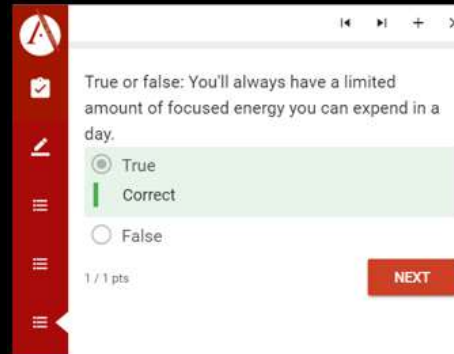 True or false: You'll always have a limited
amount of focused energy you can expend in a
day.
True
Correct
False
1 / 1 pts
NEXT